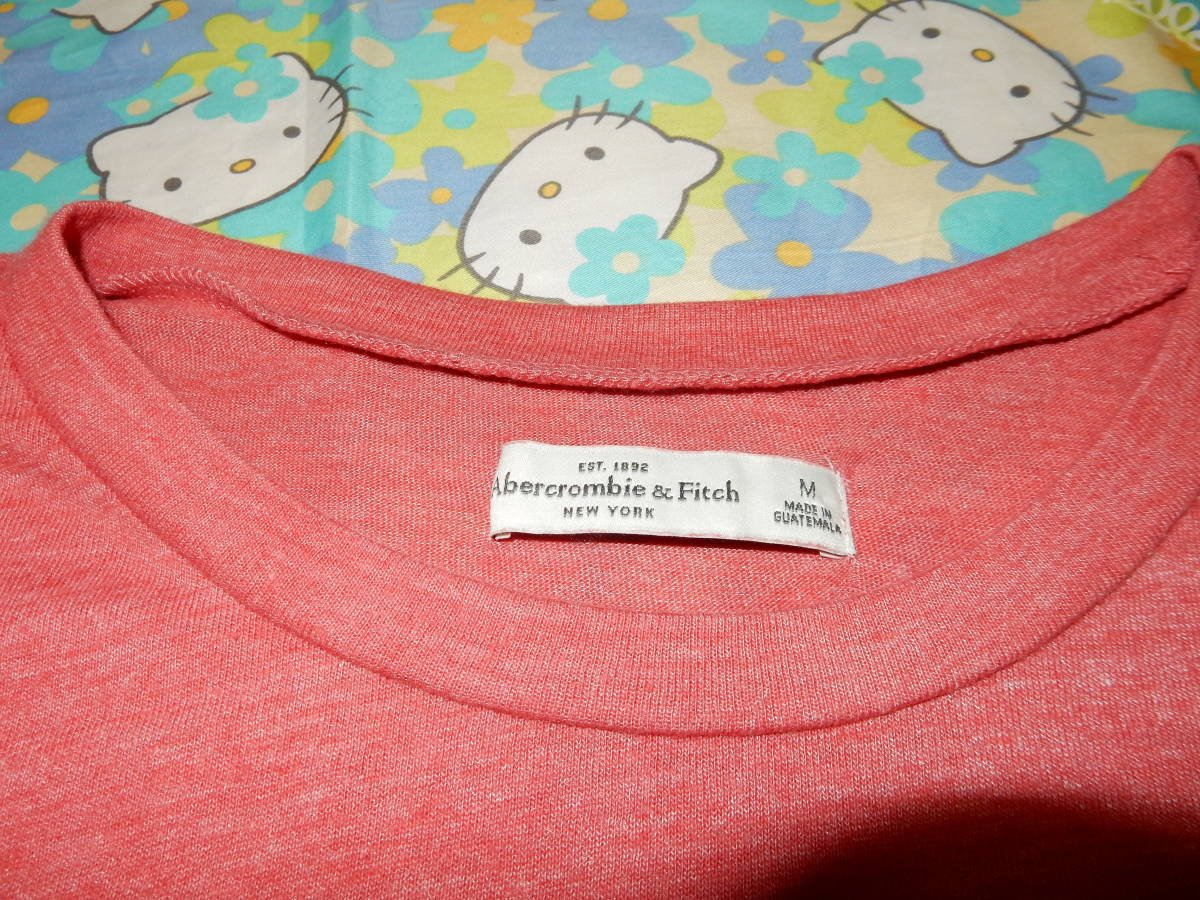 EST. 1892
Abercrombie & Fitch
NEW YORK
M
MADE IN
GUATEMALA